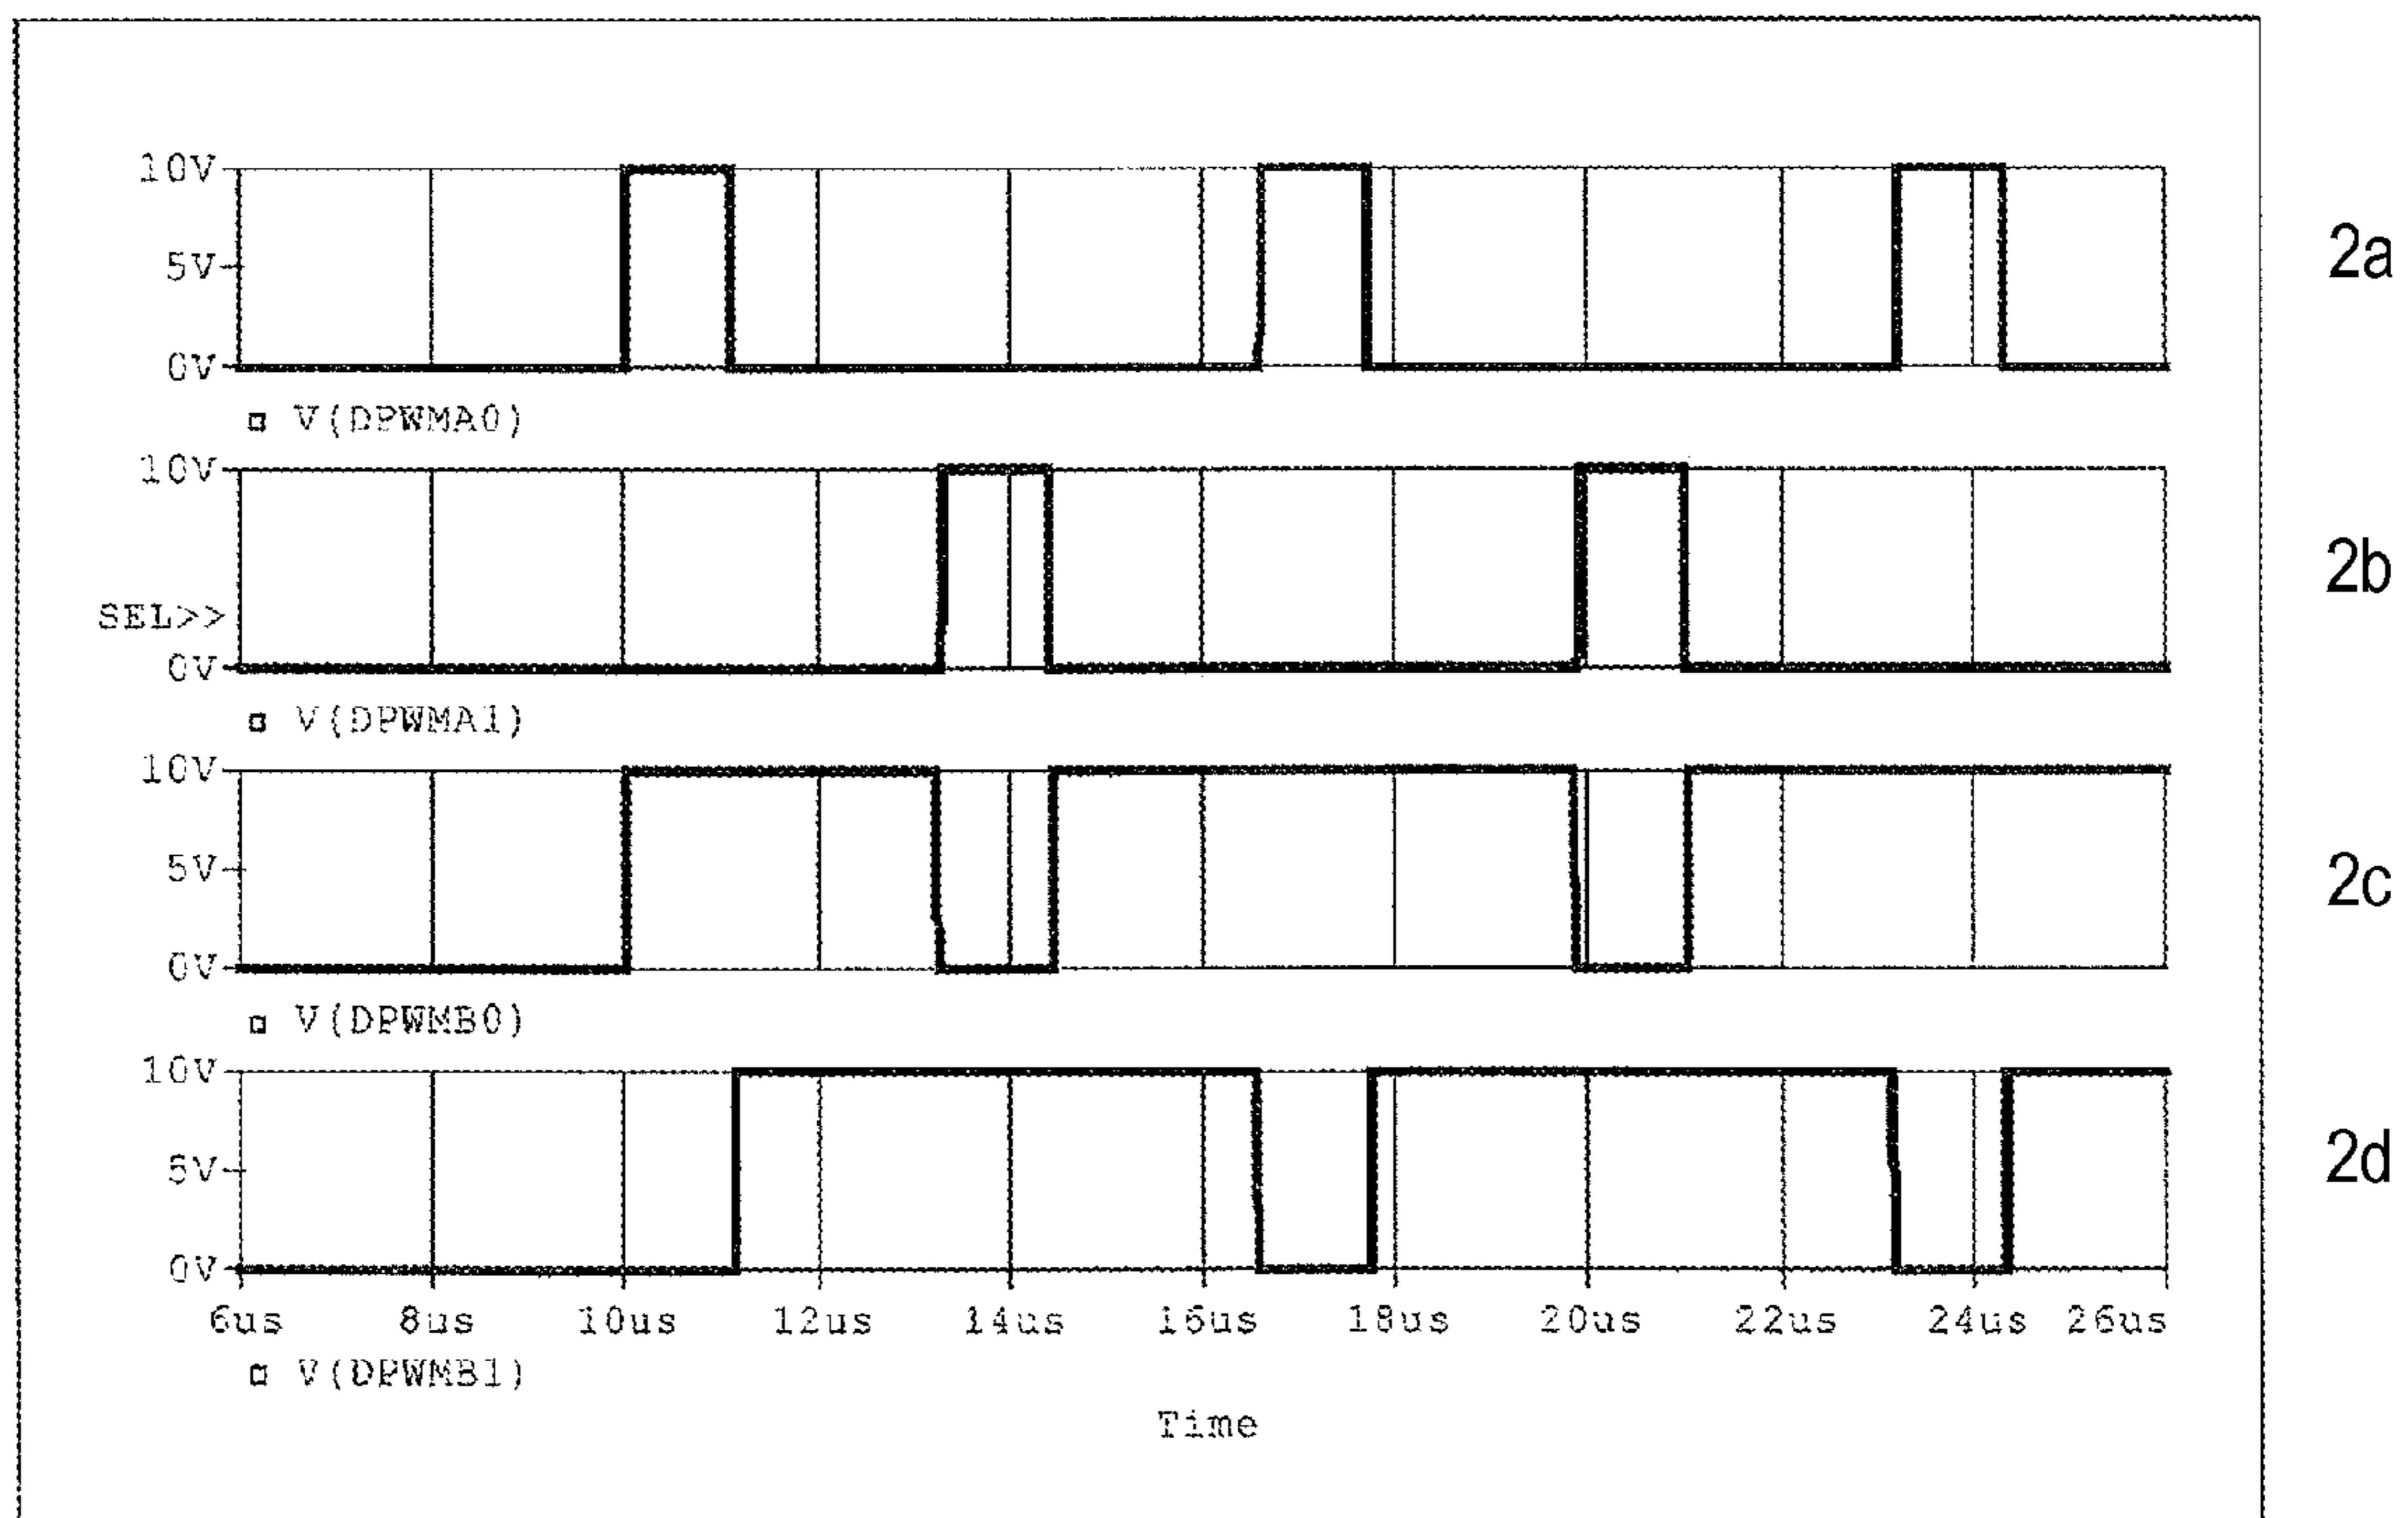 10V
5V
0V
V(DPWMA0)
2a
10V
SEL>>
0V
V(DPWMA1)
2b
10V
5V
0V
V(DPWMB0)
2c
10V
5V
0V
2d
6us 8us 10us 12us 14us 16us 18us 20us 22us 24us 26us
V(DPWMB1)
Time